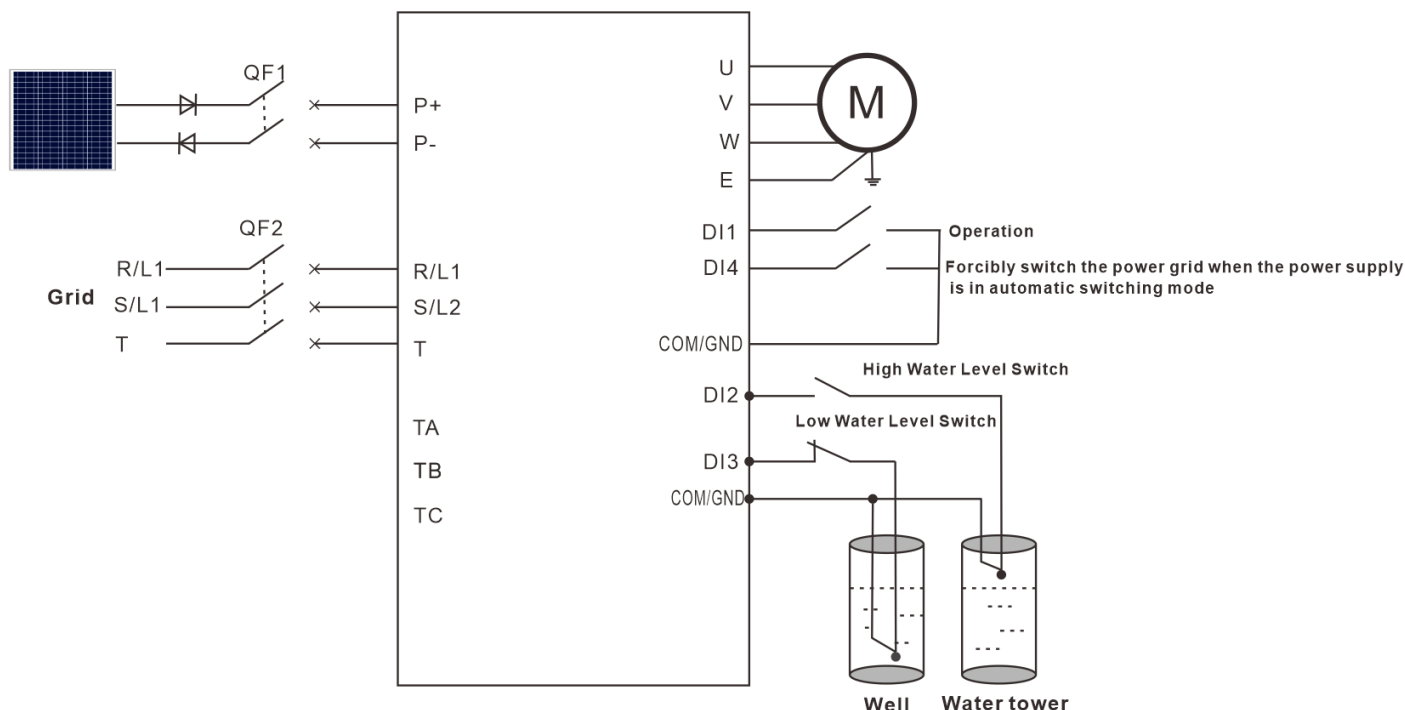 QF1
P+
P-
QF2
Grid
R/L1
S/L1
T
R/L1
S/L2
T
TA
TB
TC
U
V
W
E
M
DI1
Operation
DI4
Forcibly switch the power grid when the power supply
is in automatic switching mode
COM/GND
High Water Level Switch
DI2
Low Water Level Switch
DI3
COM/GND
Well
Water tower